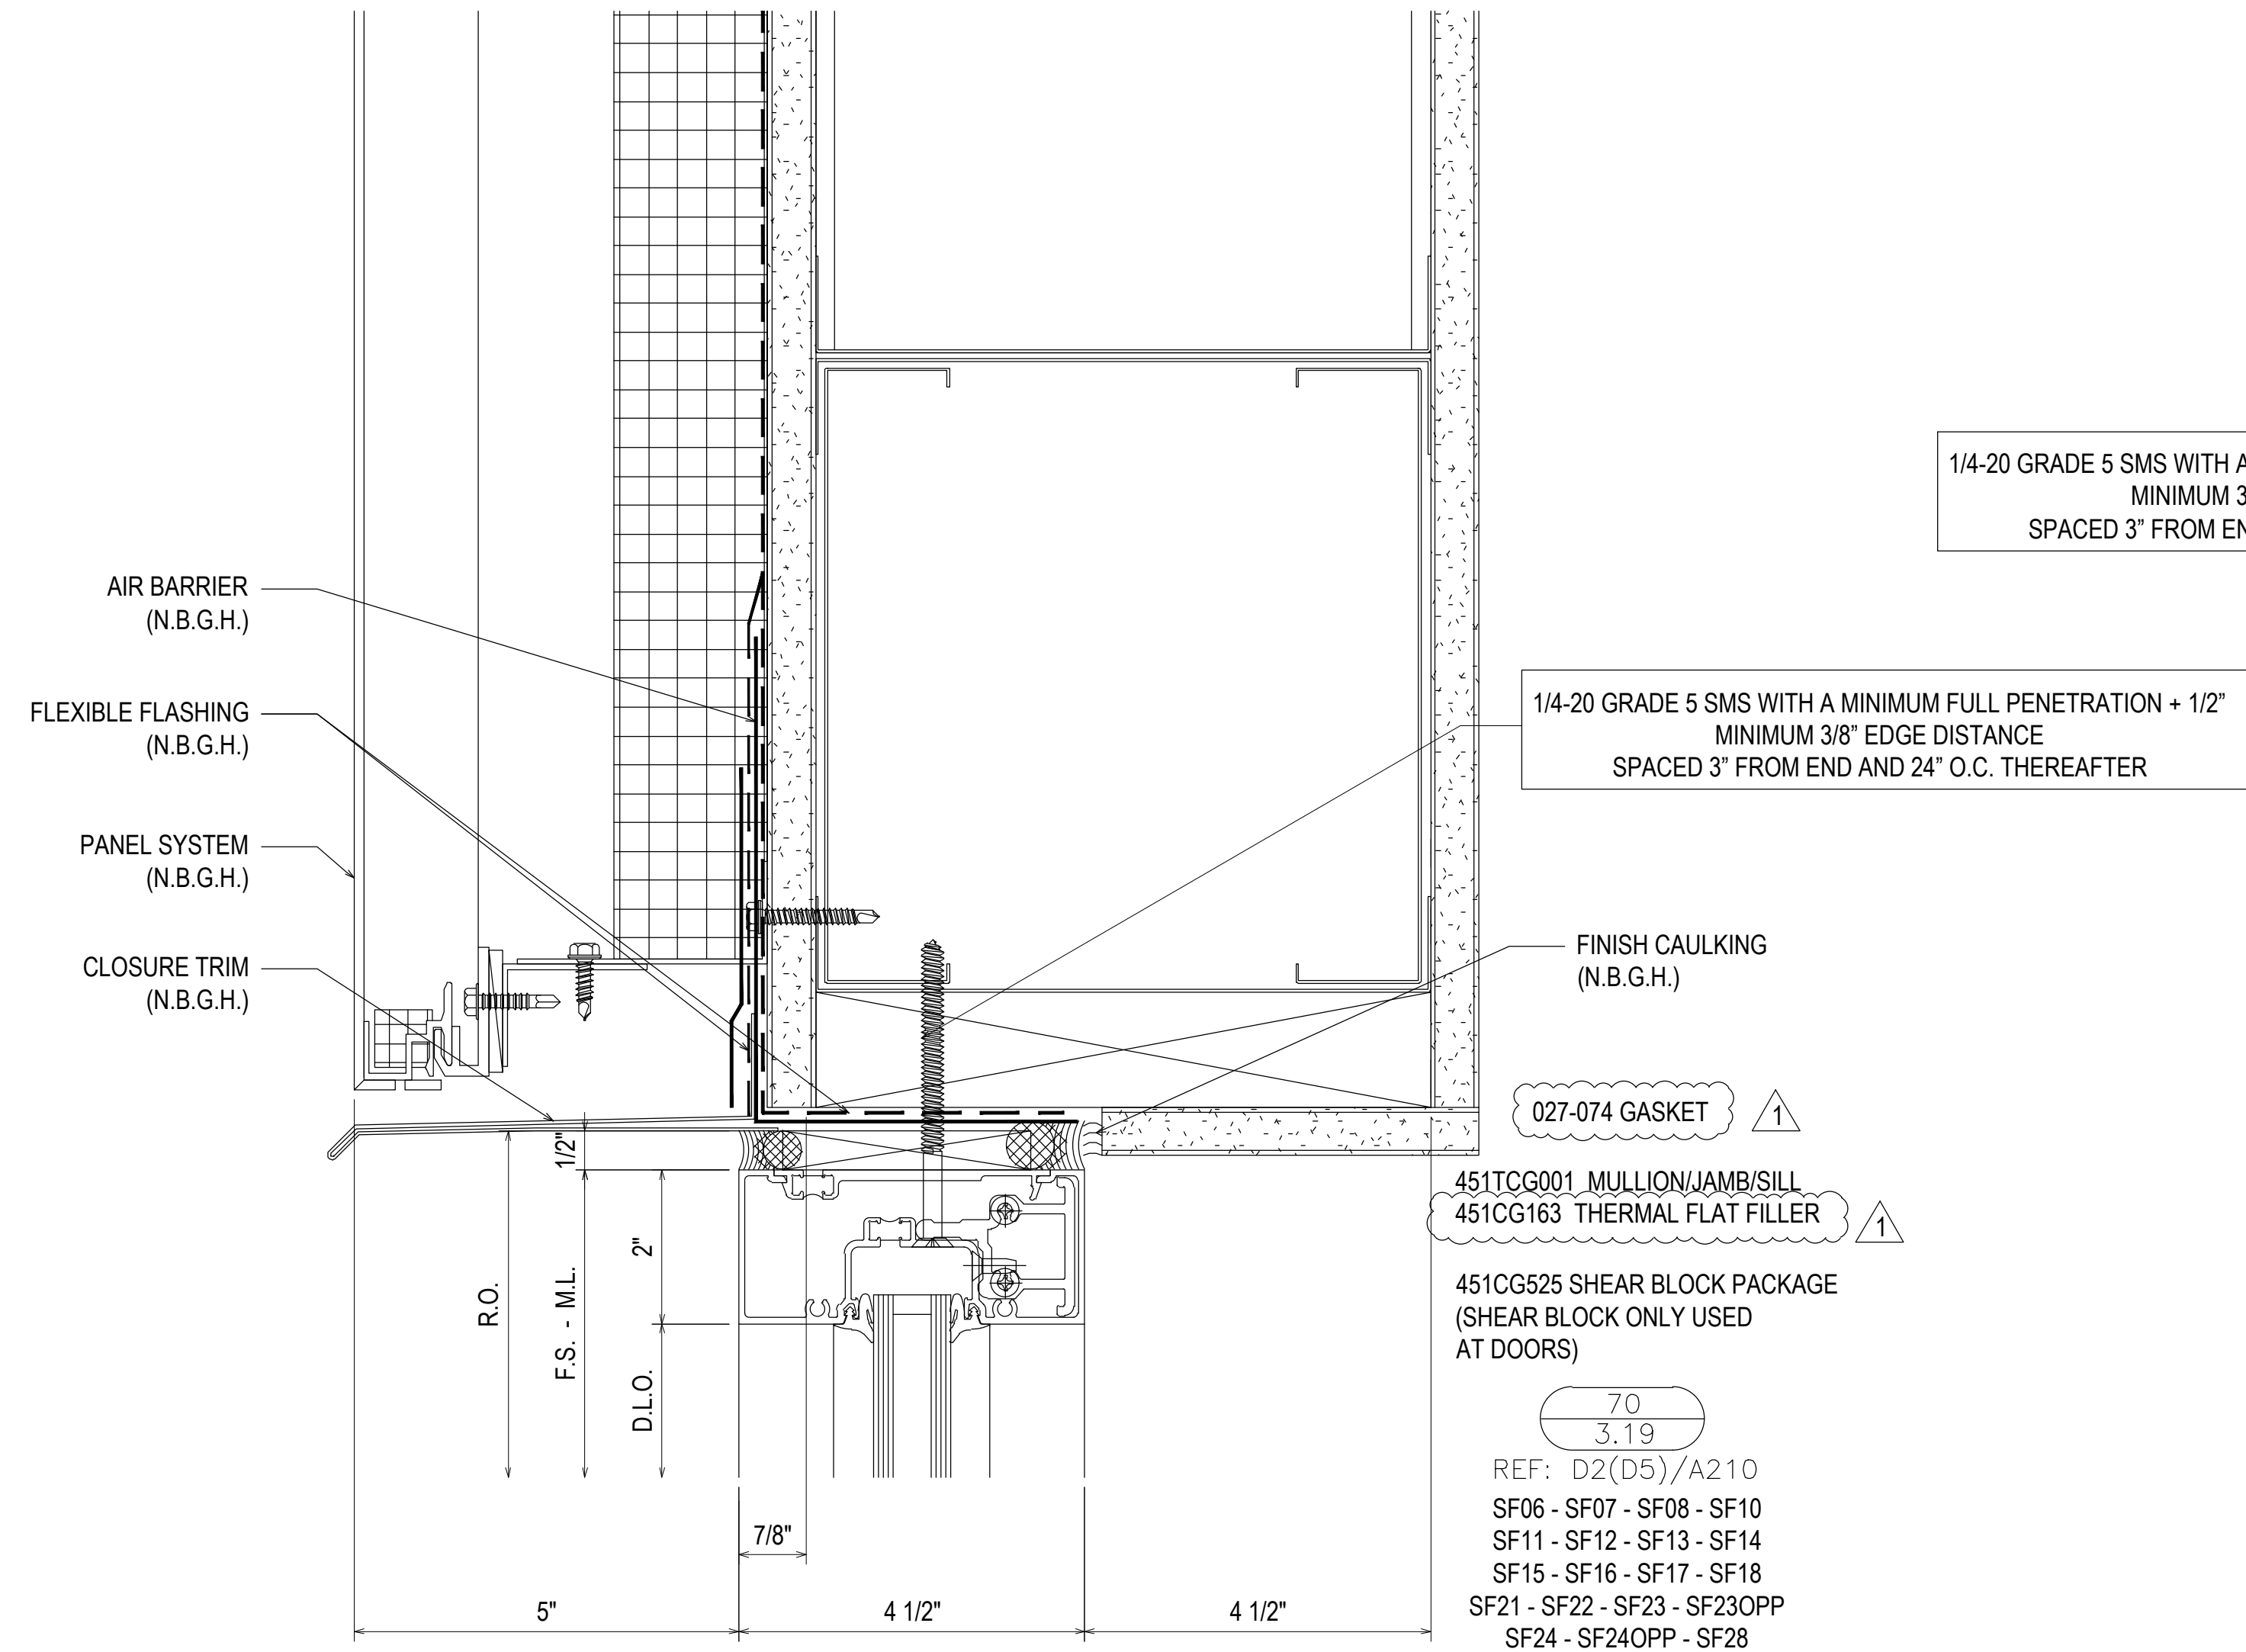 1/4-20 GRADE 5 SMS WITH A
MINIMUM 3
SPACED 3” FROM EN
AIR BARRIER
(N.B.G.H.)
FLEXIBLE FLASHING
(N.B.G.H.)
PANEL SYSTEM
(N.B.G.H.)
CLOSURE TRIM
(N.B.G.H.)
1/4-20 GRADE 5 SMS WITH A MINIMUM FULL PENETRATION + 1/2”
MINIMUM 3/8” EDGE DISTANCE
SPACED 3” FROM END AND 24” O.C. THEREAFTER
FINISH CAULKING
(N.B.G.H.)
027-074 GASKET
1
451TCG001 MULLION/JAMB/SILL
451CG163 THERMAL FLAT FILLER
1
451CG525 SHEAR BLOCK PACKAGE
(SHEAR BLOCK ONLY USED
AT DOORS)
1/2"
2"
R.O.
F.S. - M.L.
D.L.O.
7/8"
5"
4 1/2"
4 1/2"
70
3.19
REF: D2(D5)/A210
SF06 - SF07 - SF08 - SF10
SF11 - SF12 - SF13 - SF14
SF15 - SF16 - SF17 - SF18
SF21 - SF22 - SF23 - SF23OPP
SF24 - SF24OPP - SF28